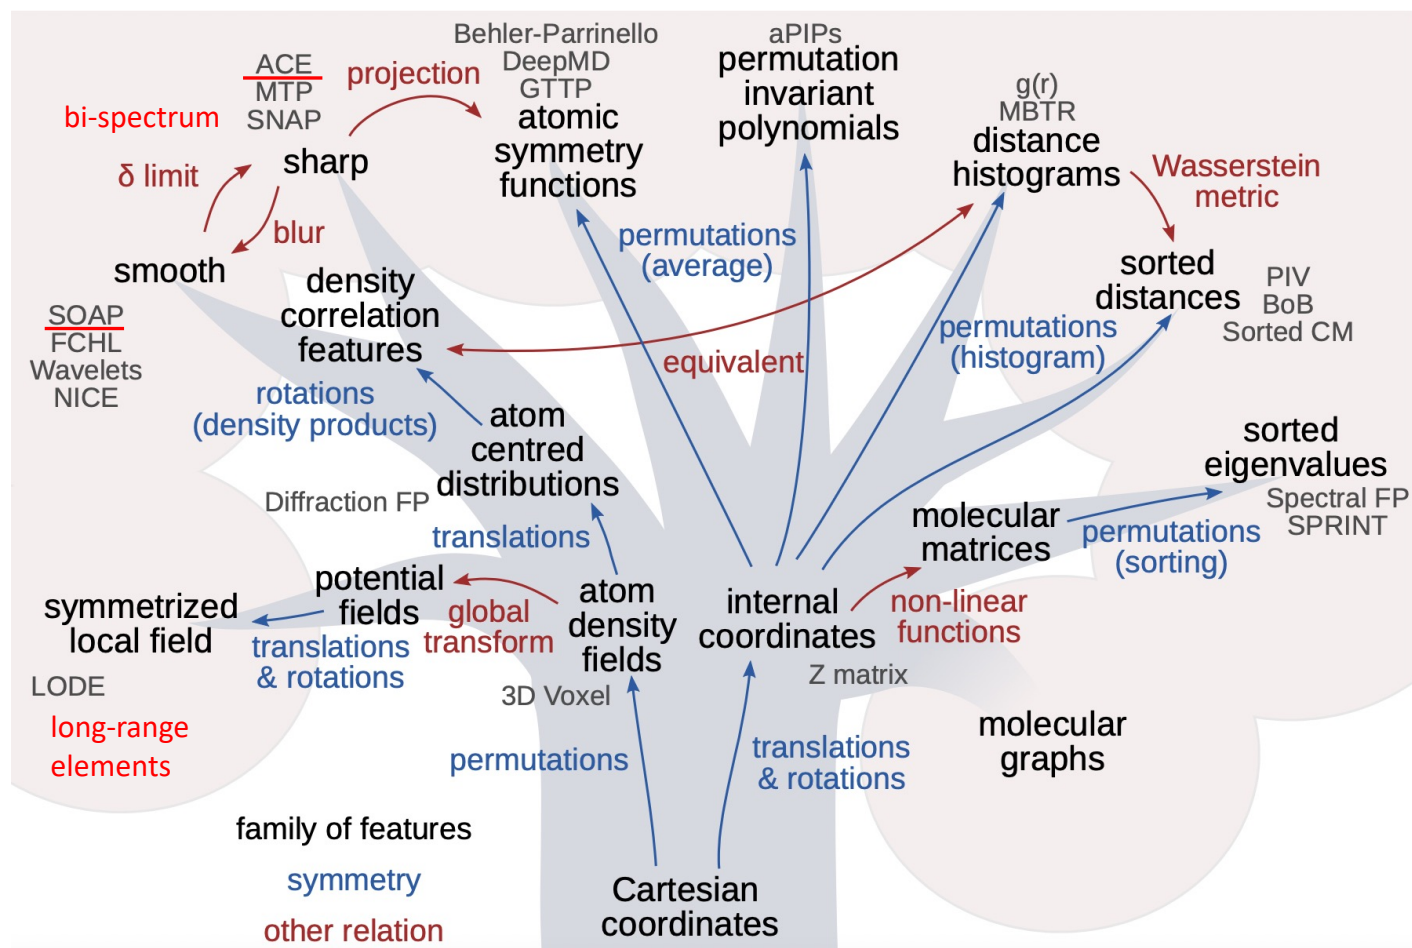 Behler-Parrinello
DeepMD
GTTP
atomic
symmetry
functions
aPIPs
permutation
invariant
polynomials
ACE
MTP
SNAP
projection
bi-spectrum
sharp
δ limit
blur
smooth
g(r)
MBTR
distance
histograms
Wasserstein
metric
permutations
(average)
density
correlation
features
sorted
distances
PIV
BoB
Sorted CM
SOAP
FCHL
Wavelets
NICE
equivalent
permutations
(histogram)
rotations
(density products)
atom
centred
distributions
Diffraction FP
translations
sorted
eigenvalues
Spectral FP
SPRINT
molecular
matrices
permutations
(sorting)
potential
fields
symmetrized
local field
global
transform
translations
& rotations
atom
density
fields
internal
coordinates
non-linear
functions
3D Voxel
Z matrix
LODE
long-range
elements
permutations
translations
& rotations
molecular
graphs
family of features
symmetry
other relation
Cartesian
coordinates